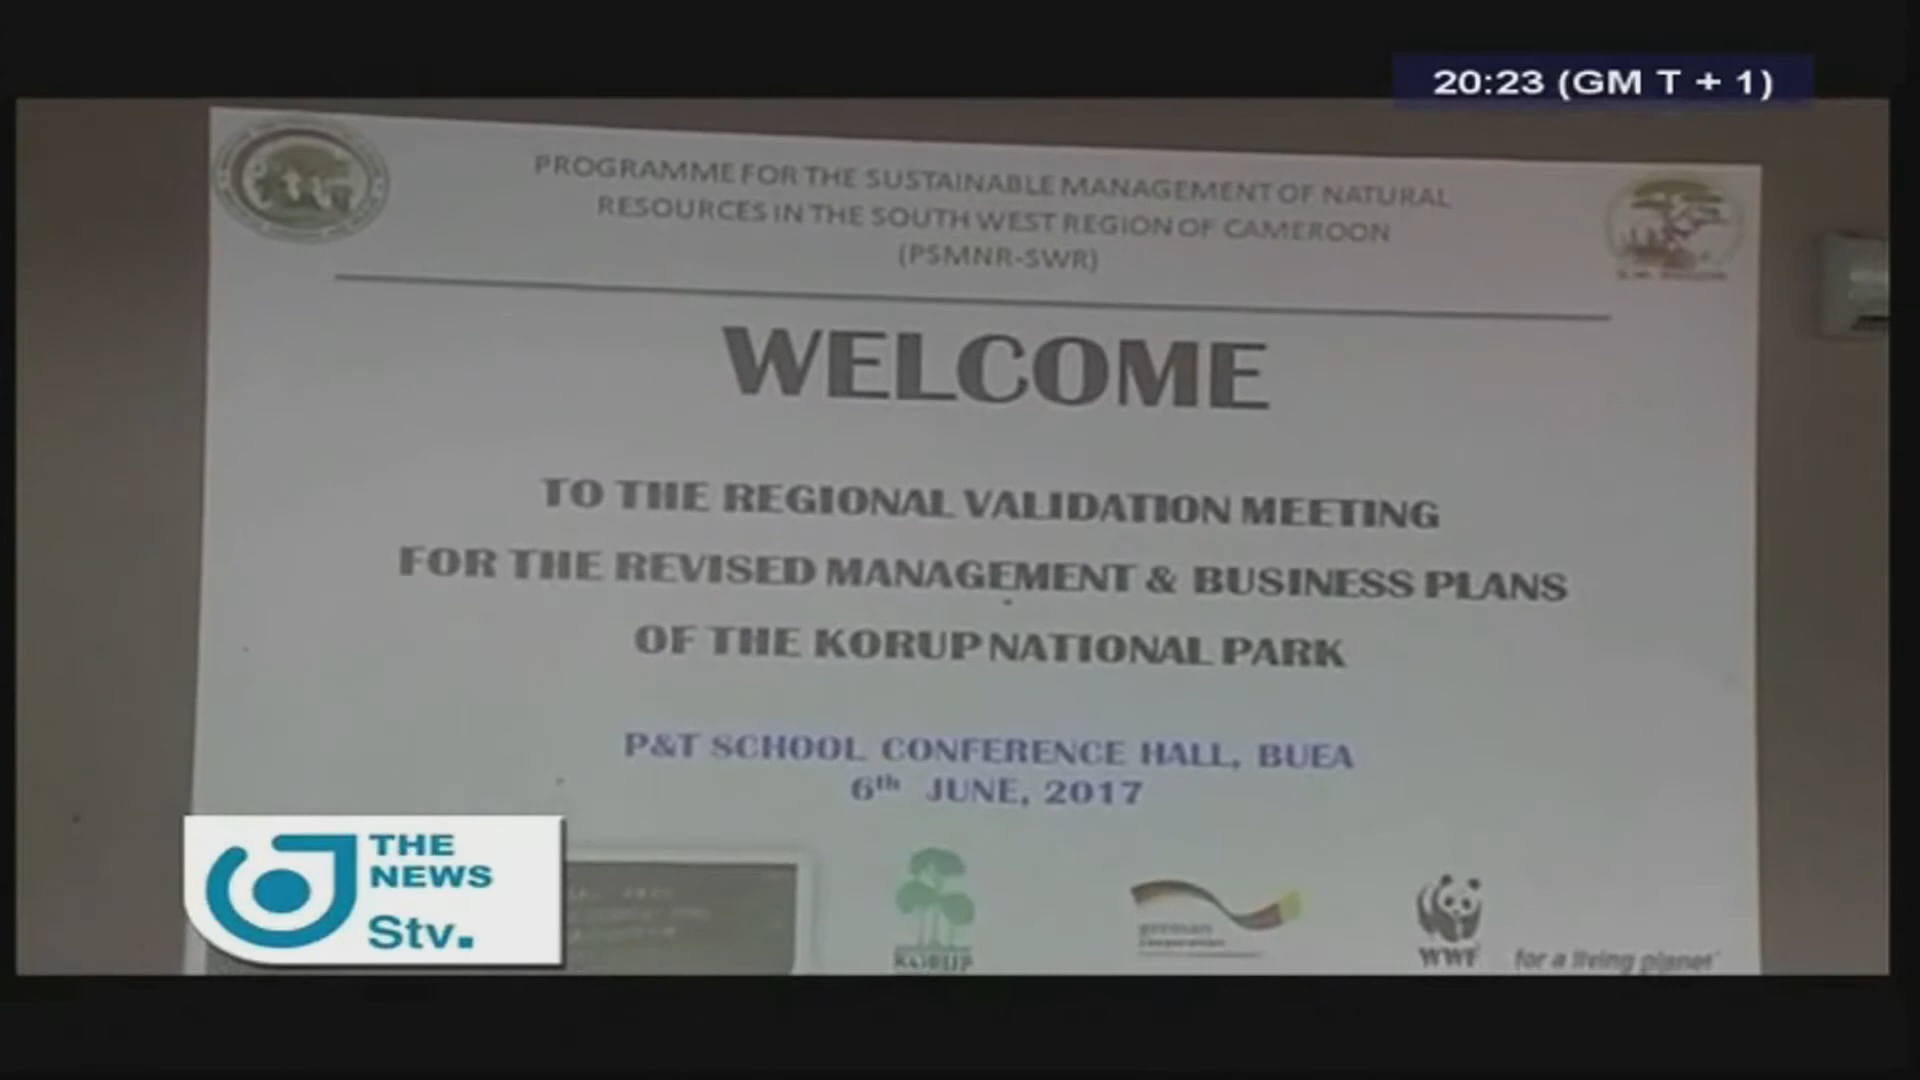 20:23 (GM T + 1)
PROGRAMME FOR THE SUSTAINABLE MANAGEMENT OF NATURAL
RESOURCES IN THE SOUTH WEST REGION OF CAMEROON
(PSMNR-SWR)
WELCOME
TO THE REGIONAL VALIDATION MEETING
FOR THE REVISED MANAGEMENT & BUSINESS PLANS
OF THE KORUP NATIONAL PARK
P&T SCHOOL CONFERENCE HALL, BUEA
6th JUNE, 2017
THE
NEWS
Stv.
KORUP
german
cooperation
WWF
for a living planet